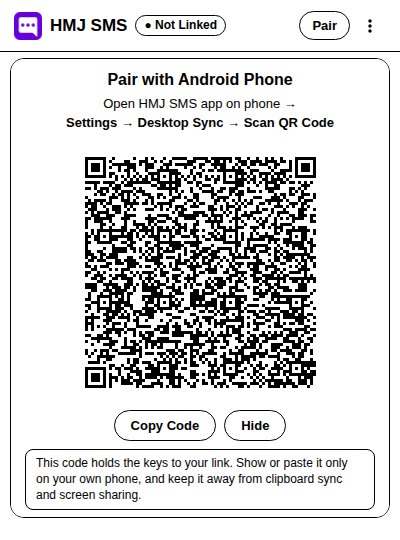 HMJ SMS
● Not Linked
Pair
Pair with Android Phone
Open HMJ SMS app on phone →
Settings → Desktop Sync → Scan QR Code
Copy Code
Hide
This code holds the keys to your link. Show or paste it only
on your own phone, and keep it away from clipboard sync
and screen sharing.